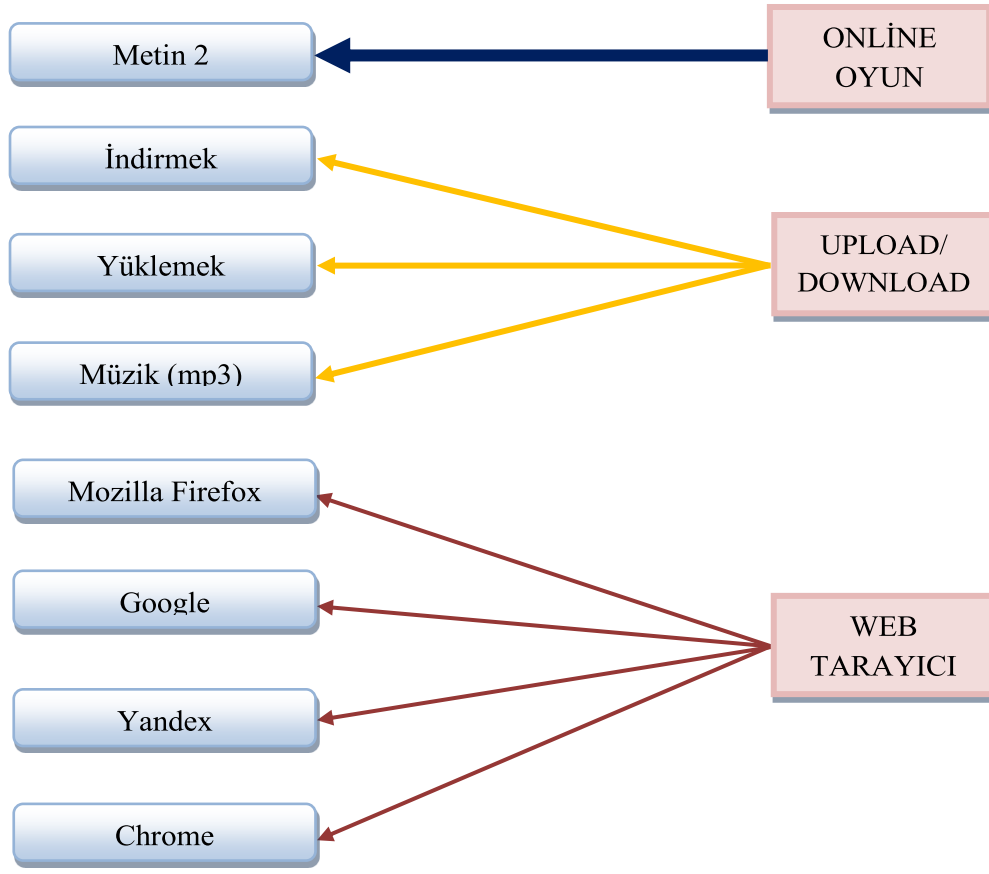 Metin 2
ONLİNE
OYUN
İndirmek
Yüklemek
UPLOAD/
DOWNLOAD
Müzik (mp3)
Mozilla Firefox
Google
WEB
TARAYICI
Yandex
Chrome